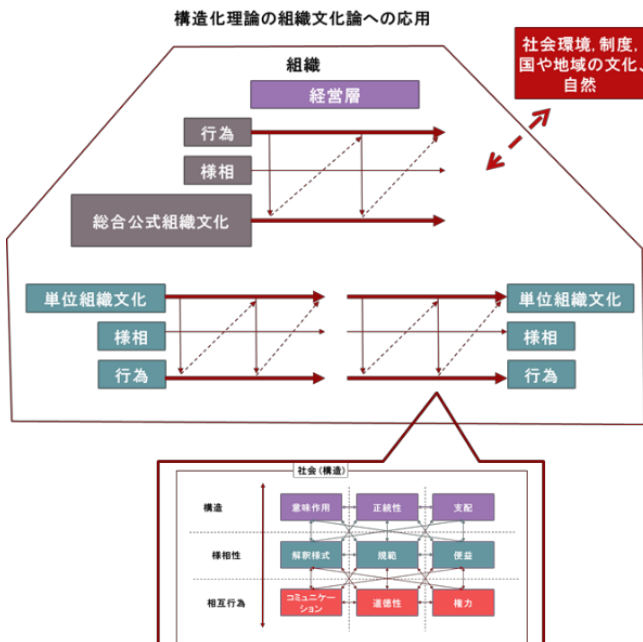 構造化理論の組織文化論への応用
社会環境, 制度,
国や地域の文化、
自然
組織
経営層
行為
様相
総合公式組織文化
単位組織文化
様相
行為
単位組織文化
様相
行為
社会(構造)
構造
意味作用
正統性
支配
様相性
解釈様式
規範
便益
相互行為
コミュニケー
ション
道徳性
権力